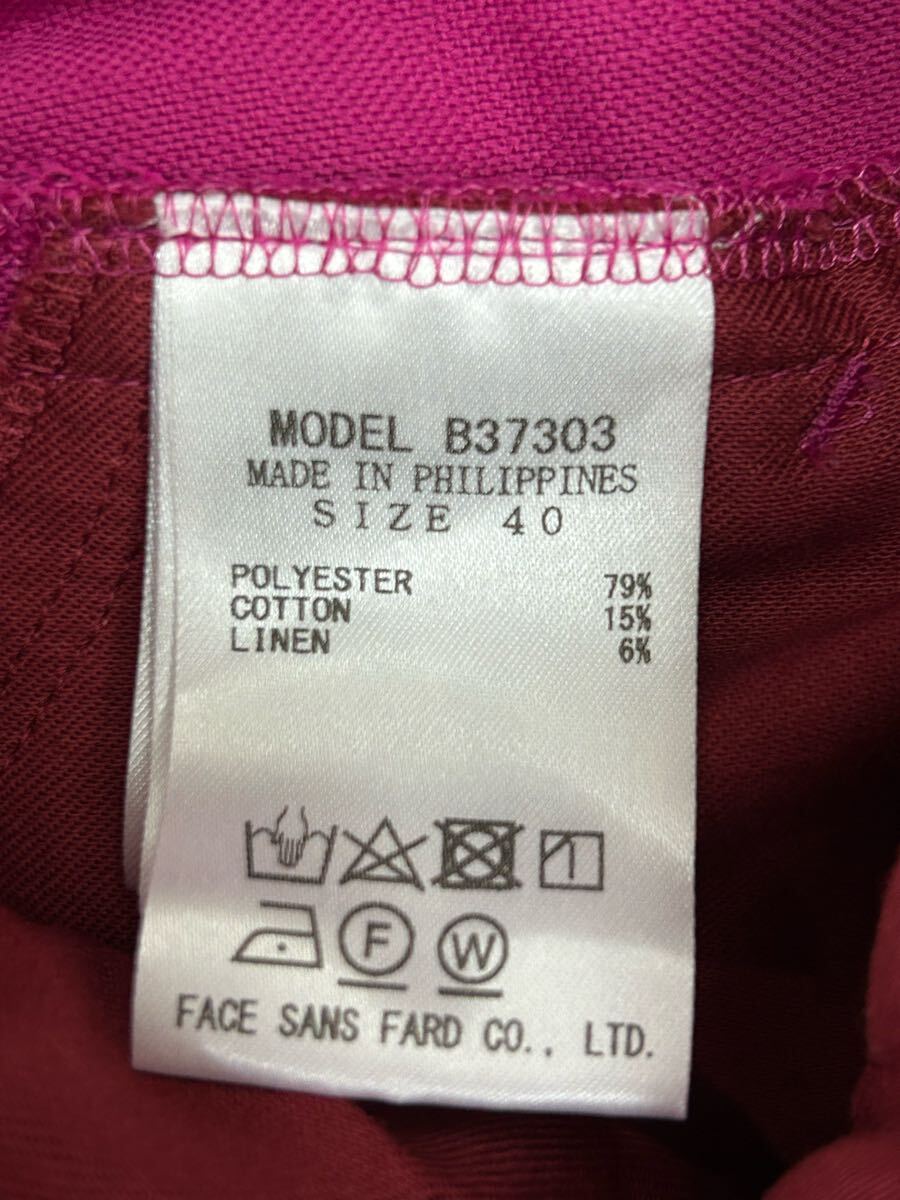 MODEL B37303
MADE IN PHILIPPINES
SIZE 40
POLYESTER 79%
COTTON 15%
LINEN 6%
F W
FACE SANS FARD CO., LTD.